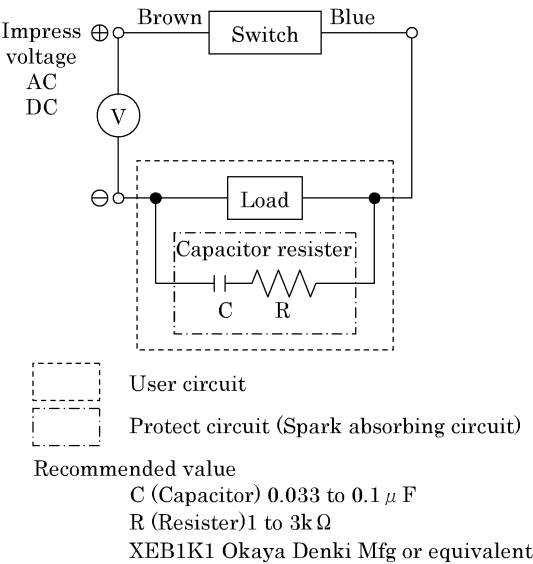 Impress
voltage
AC
DC
⊕
Brown
Switch
Blue
V
⊖
Load
Capacitor resister
C
R
User circuit
Protect circuit (Spark absorbing circuit)
Recommended value
C (Capacitor) 0.033 to 0.1 μ F
R (Resister)1 to 3kΩ
XEB1K1 Okaya Denki Mfg or equivalent